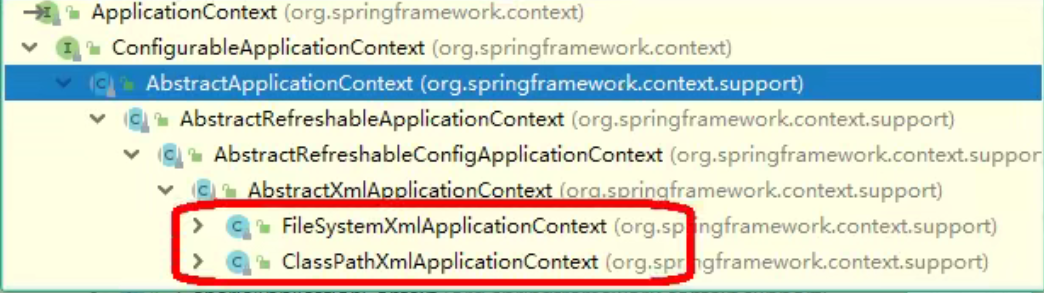 ApplicationContext (org.springframework.context)
ConfigurableApplicationContext (org.springframework.context)
AbstractApplicationContext (org.springframework.context.support)
AbstractRefreshableApplicationContext (org.springframework.context.support)
AbstractRefreshableConfigApplicationContext (org.springframework.context.suppor
AbstractXmlApplicationContext (org.springframework.context.support)
FileSystemXmlApplicationContext (org.springframework.context.support)
ClassPathXmlApplicationContext (org.springframework.context.support)